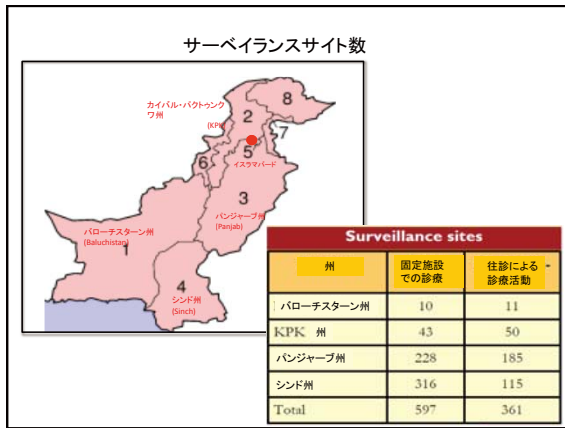 サーベイランスサイト数
カイバル・パクトゥンク
ワ州
(KPK)
8
2
7
5
イスラマバード
6
3
パンジャーブ州
(Panjab)
バローチスターン州
(Baluchistan)
1
4
シンド州
(Sinch)
Surveillance sites
州 固定施設 往診による -
での診療 診療活動
バローチスターン州 10 11
KPK 州 43 50
パンジャーブ州 228 185
シンド州 316 115
Total 597 361